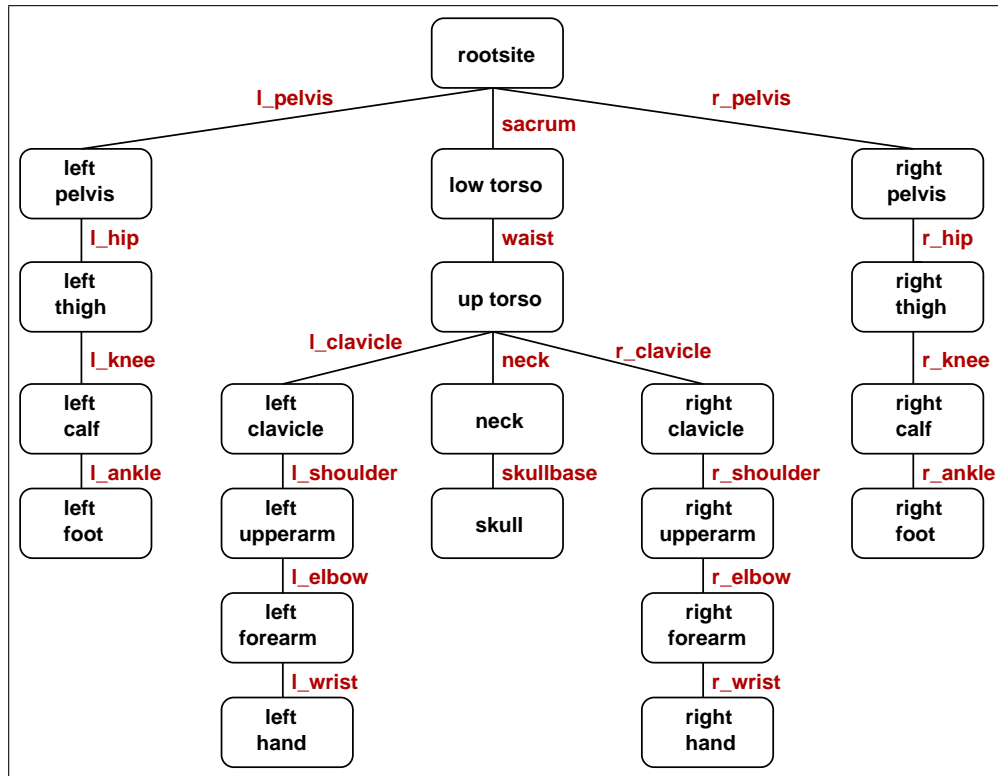 rootsite
l_pelvis
r_pelvis
sacrum
left
pelvis
low torso
right
pelvis
l_hip
waist
r_hip
left
thigh
up torso
right
thigh
l_clavicle
r_clavicle
l_knee
neck
r_knee
left
calf
left
clavicle
neck
right
clavicle
right
calf
l_ankle
l_shoulder
skullbase
r_shoulder
r_ankle
left
foot
left
upperarm
skull
right
upperarm
right
foot
l_elbow
r_elbow
left
forearm
right
forearm
l_wrist
r_wrist
left
hand
right
hand